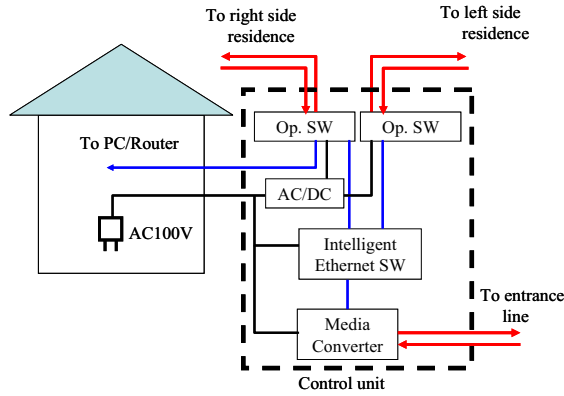 To right side
residence
To left side
residence
Op. SW
Op. SW
To PC/Router
AC/DC
AC100V
Intelligent
Ethernet SW
To entrance
line
Media
Converter
Control unit